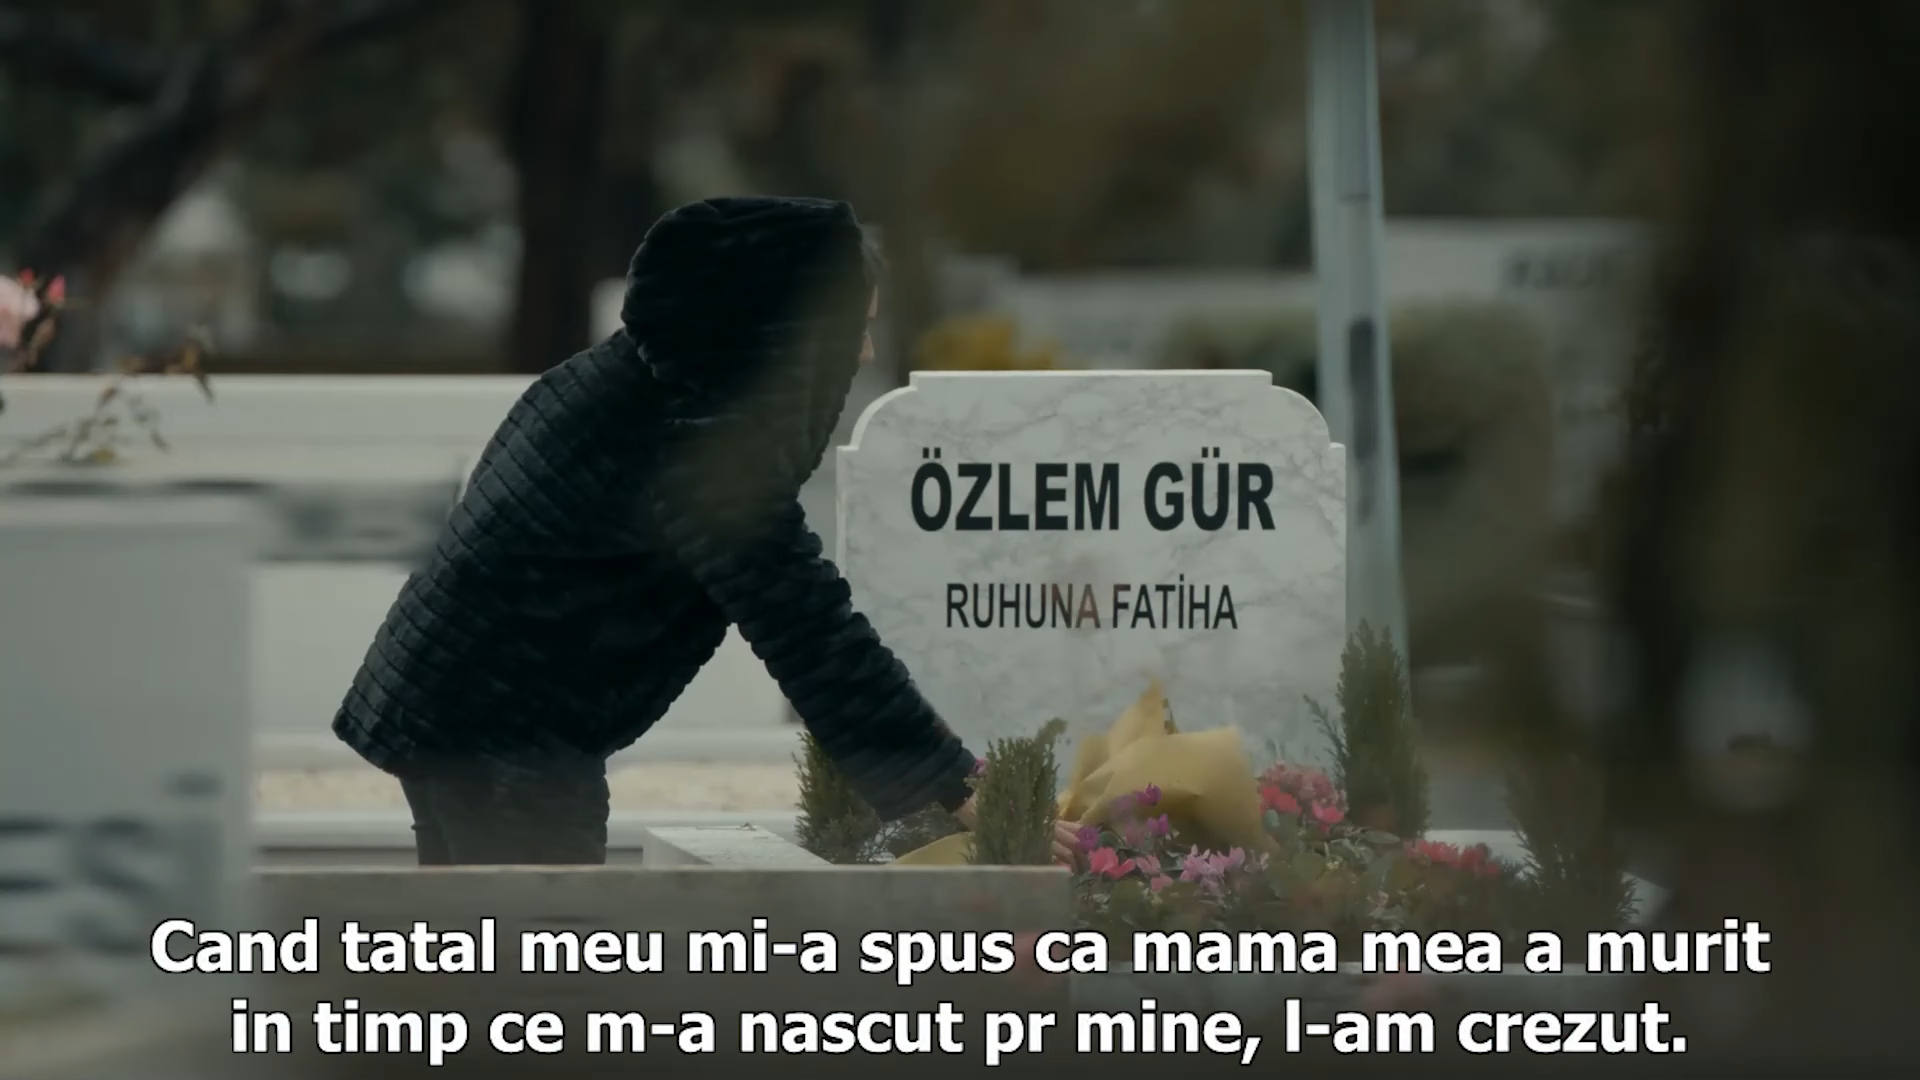 ÖZLEM GÜR
RUHUNA FATİHA
Cand tatal meu mi-a spus ca mama mea a murit
in timp ce m-a nascut pr mine, l-am crezut.